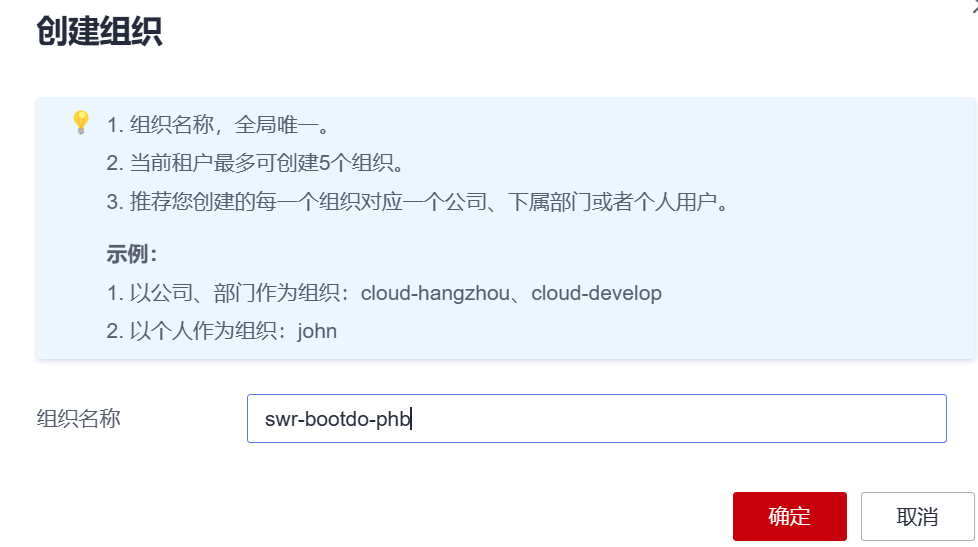 创建组织
1. 组织名称，全局唯一。
2. 当前租户最多可创建5个组织。
3. 推荐您创建的每一个组织对应一个公司、下属部门或者个人用户。
示例：
1. 以公司、部门作为组织：cloud-hangzhou、cloud-develop
2. 以个人作为组织：john
组织名称
swr-bootdo-phb
确定
取消